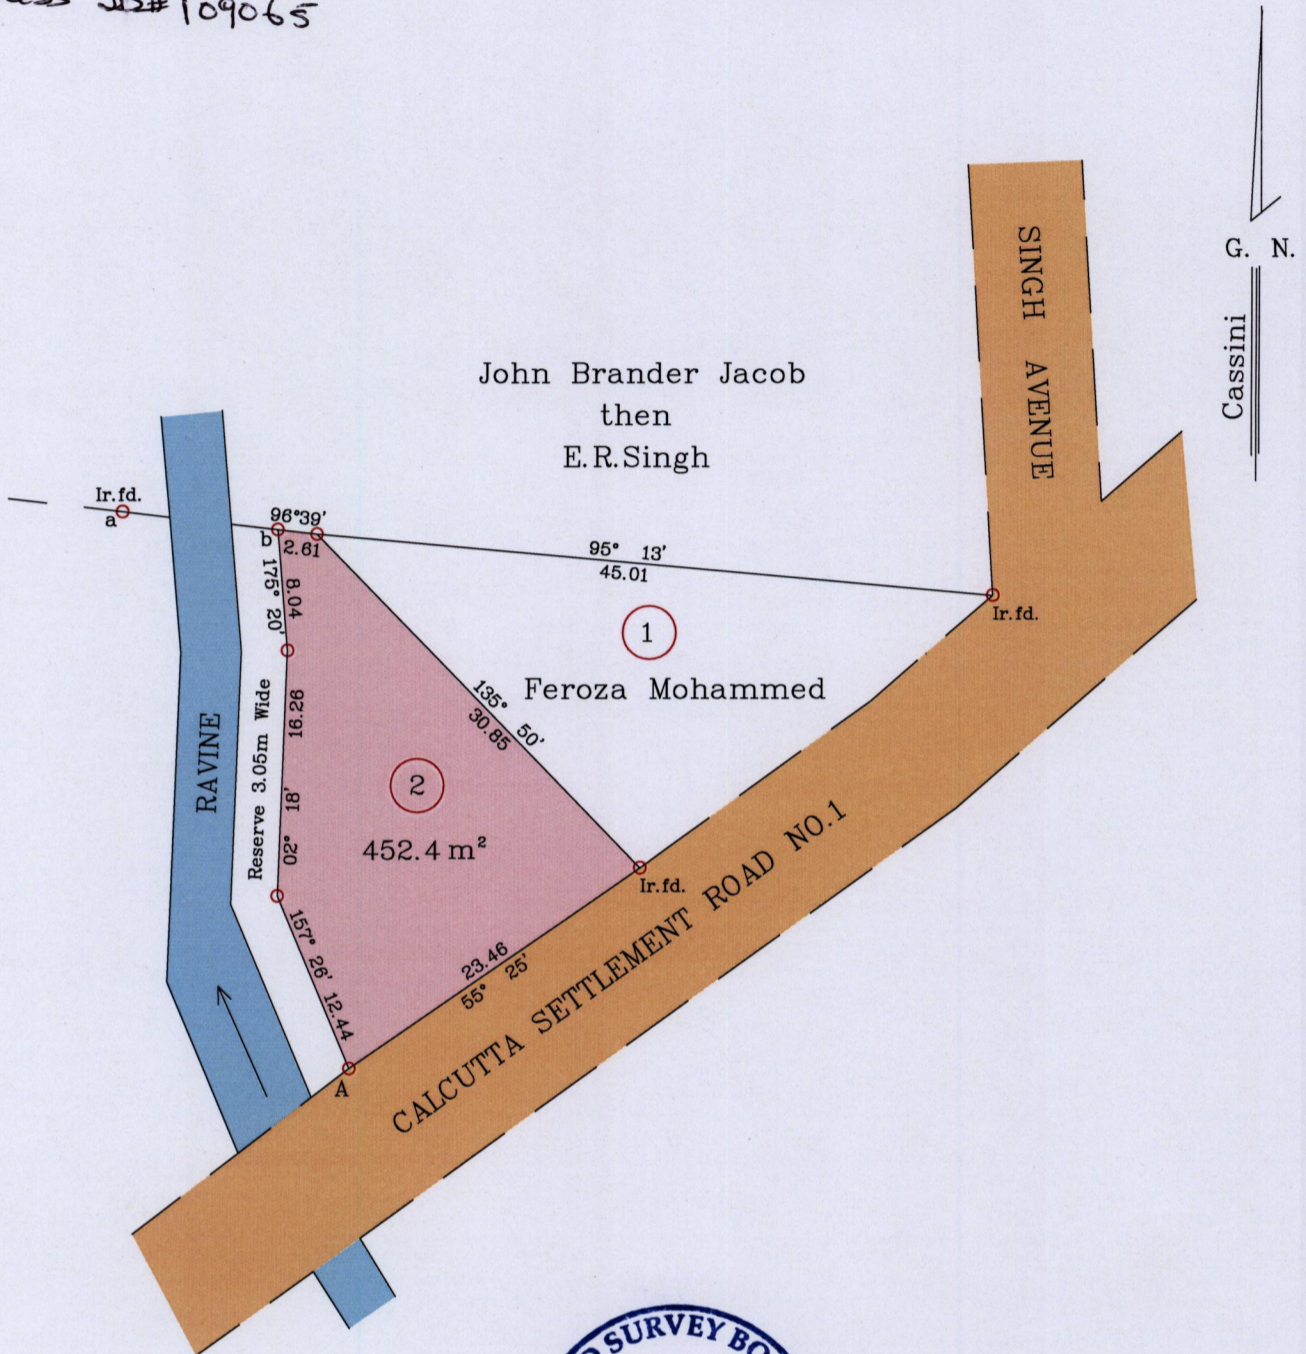 109065
G. N.
Cassini
SINGH AVENUE
John Brander Jacob
then
E.R.Singh
Ir.fd.
a
b
96°39'
2.61
95° 13'
45.01
Ir.fd.
175° 20'
8.04
1
Feroza Mohammed
135° 50'
30.85
Reserve 3.05m Wide
16.26
02° 18'
RAVINE
2
452.4 m²
Ir.fd.
157° 26' 12.44
23.46
55° 25'
A
CALCUTTA SETTLEMENT ROAD NO.1
SURVEY BO